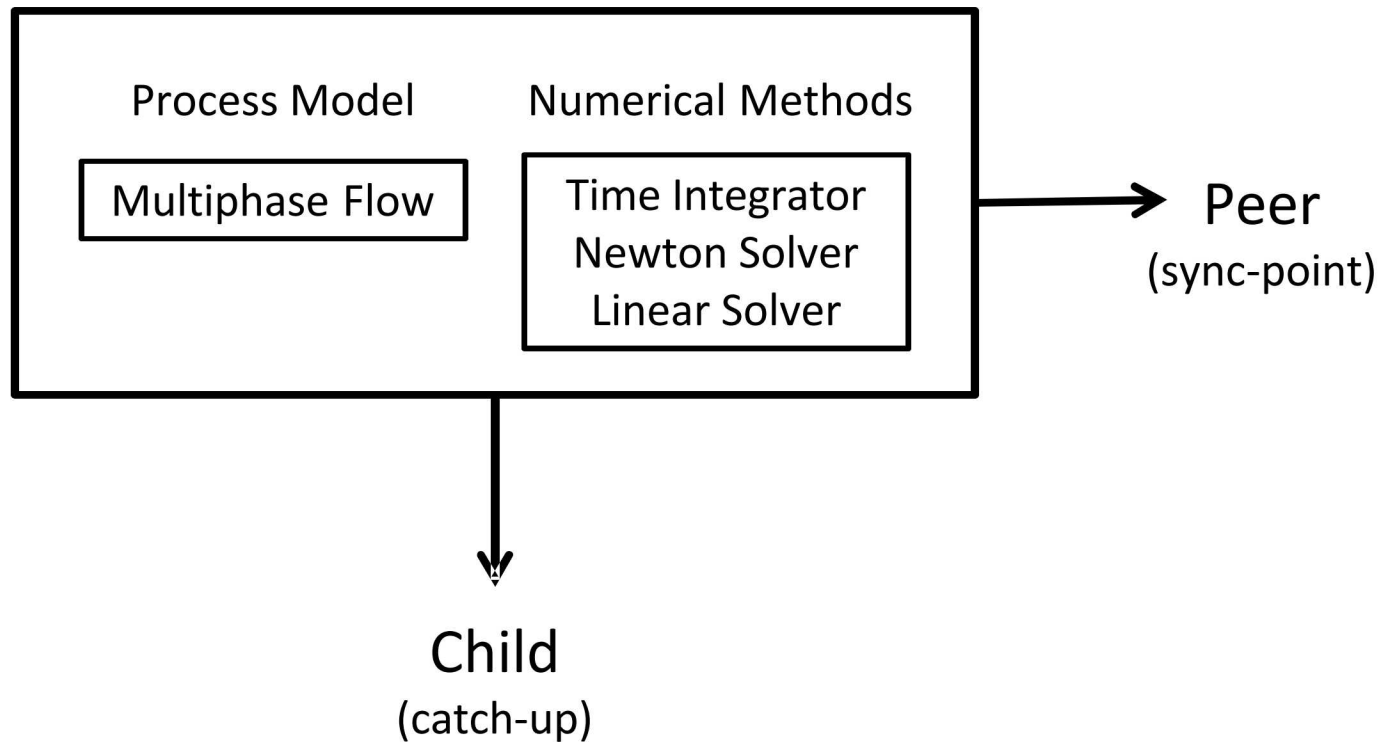 Process Model
Multiphase Flow
Numerical Methods
Time Integrator
Newton Solver
Linear Solver
Peer
(sync-point)
Child
(catch-up)